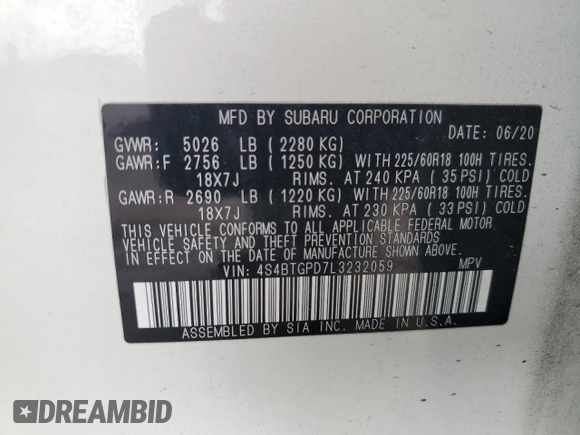 MFD BY SUBARU CORPORATION
DATE: 06/20
GVWR: 5026 LB ( 2280 KG)
GAWR:F 2756 LB ( 1250 KG) WITH 225/60R18 100H TIRES.
18X7J RIMS. AT 240 KPA ( 35 PSI) COLD
GAWR:R 2690 LB ( 1220 KG) WITH 225/60R18 100H TIRES.
18X7J RIMS. AT 230 KPA ( 33 PSI) COLD
THIS VEHICLE CONFORMS TO ALL APPLICABLE FEDERAL MOTOR
VEHICLE SAFETY AND THEFT PREVENTION STANDARDS
IN EFFECT ON THE DATE OF MANUFACTURE SHOWN ABOVE.
VIN: 4S4BTGPD7L3232059 MPV
ASSEMBLED BY SIA INC. MADE IN U.S.A.
DREAMBID